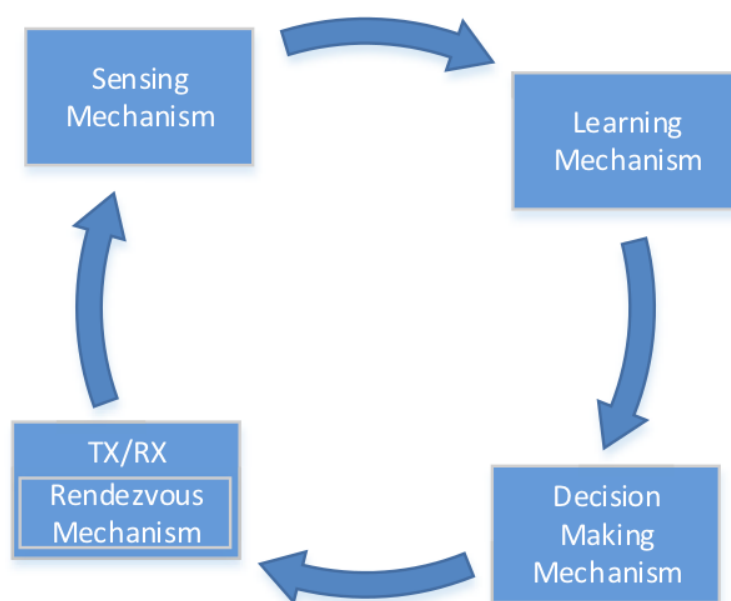 Sensing
Mechanism
Learning
Mechanism
TX/RX
Rendezvous
Mechanism
Decision
Making
Mechanism